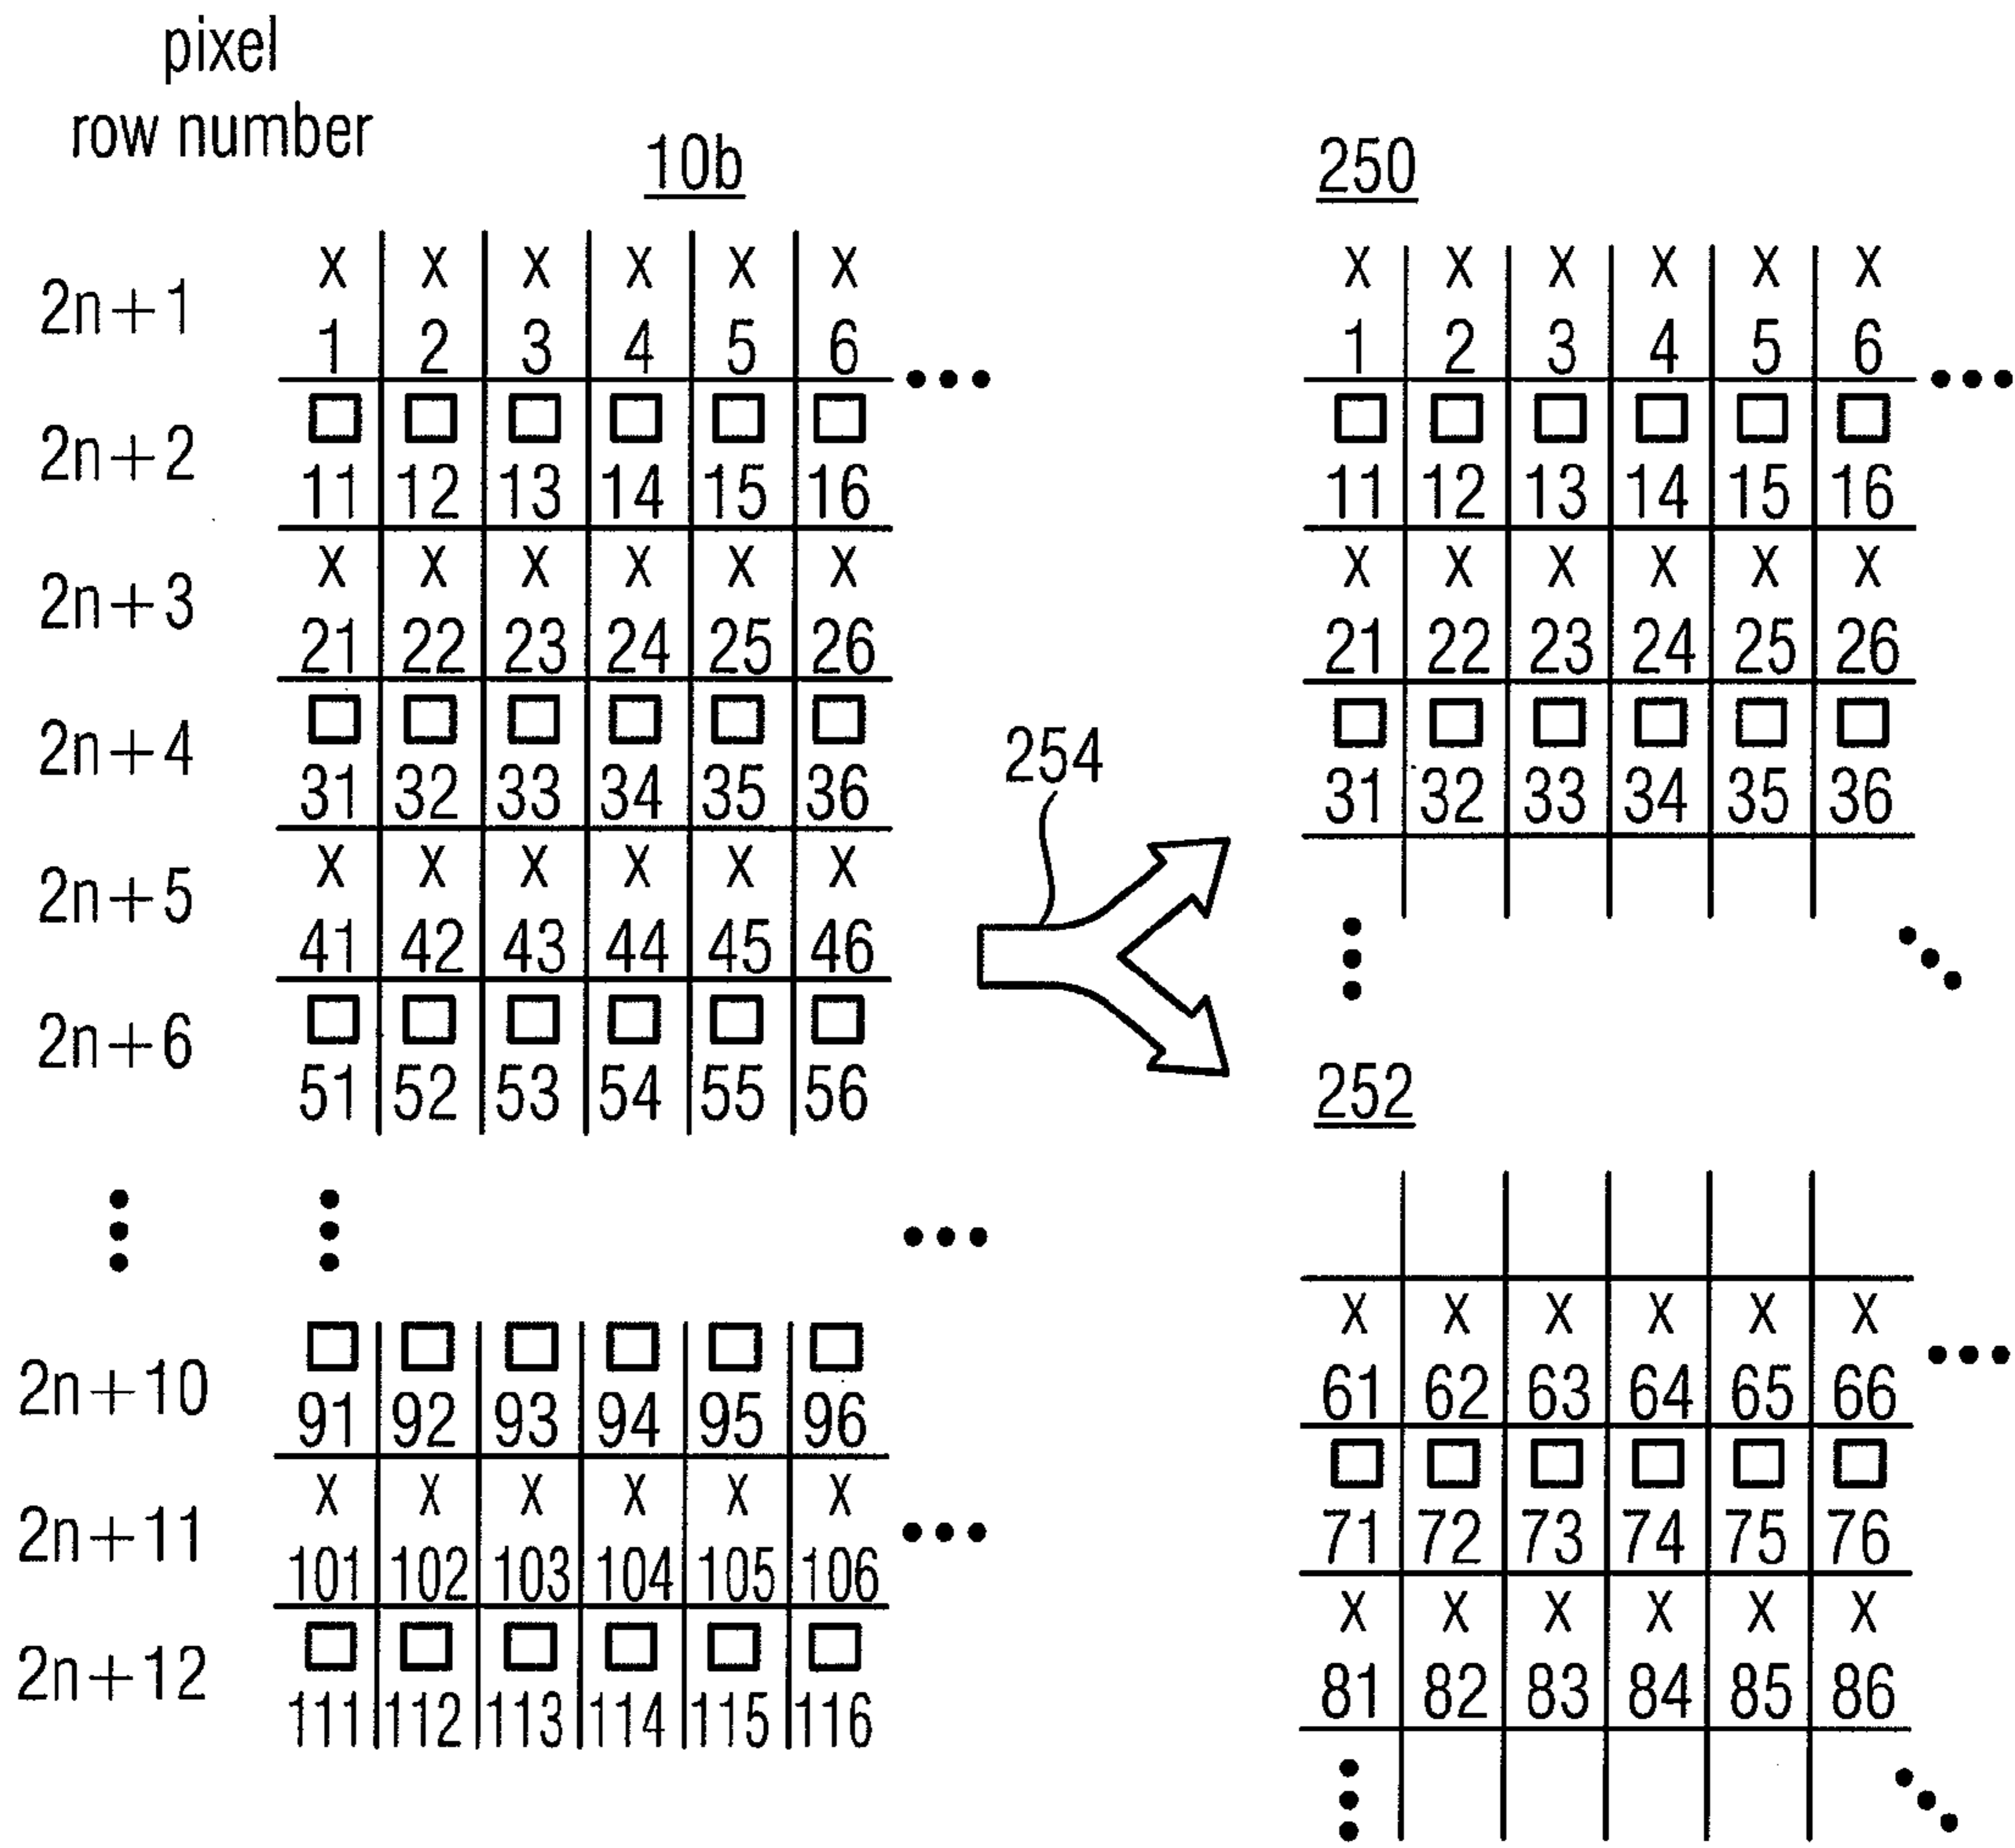 pixel
row number
10b
2n+1
x x x x x x
1 2 3 4 5 6
2n+2
11 12 13 14 15 16
2n+3
x x x x x x
21 22 23 24 25 26
2n+4
31 32 33 34 35 36
2n+5
x x x x x x
41 42 43 44 45 46
2n+6
51 52 53 54 55 56
2n+10
91 92 93 94 95 96
2n+11
x x x x x x
101 102 103 104 105 106
2n+12
111 112 113 114 115 116
254
250
x x x x x x
1 2 3 4 5 6
11 12 13 14 15 16
x x x x x x
21 22 23 24 25 26
31 32 33 34 35 36
252
x x x x x x
61 62 63 64 65 66
71 72 73 74 75 76
x x x x x x
81 82 83 84 85 86